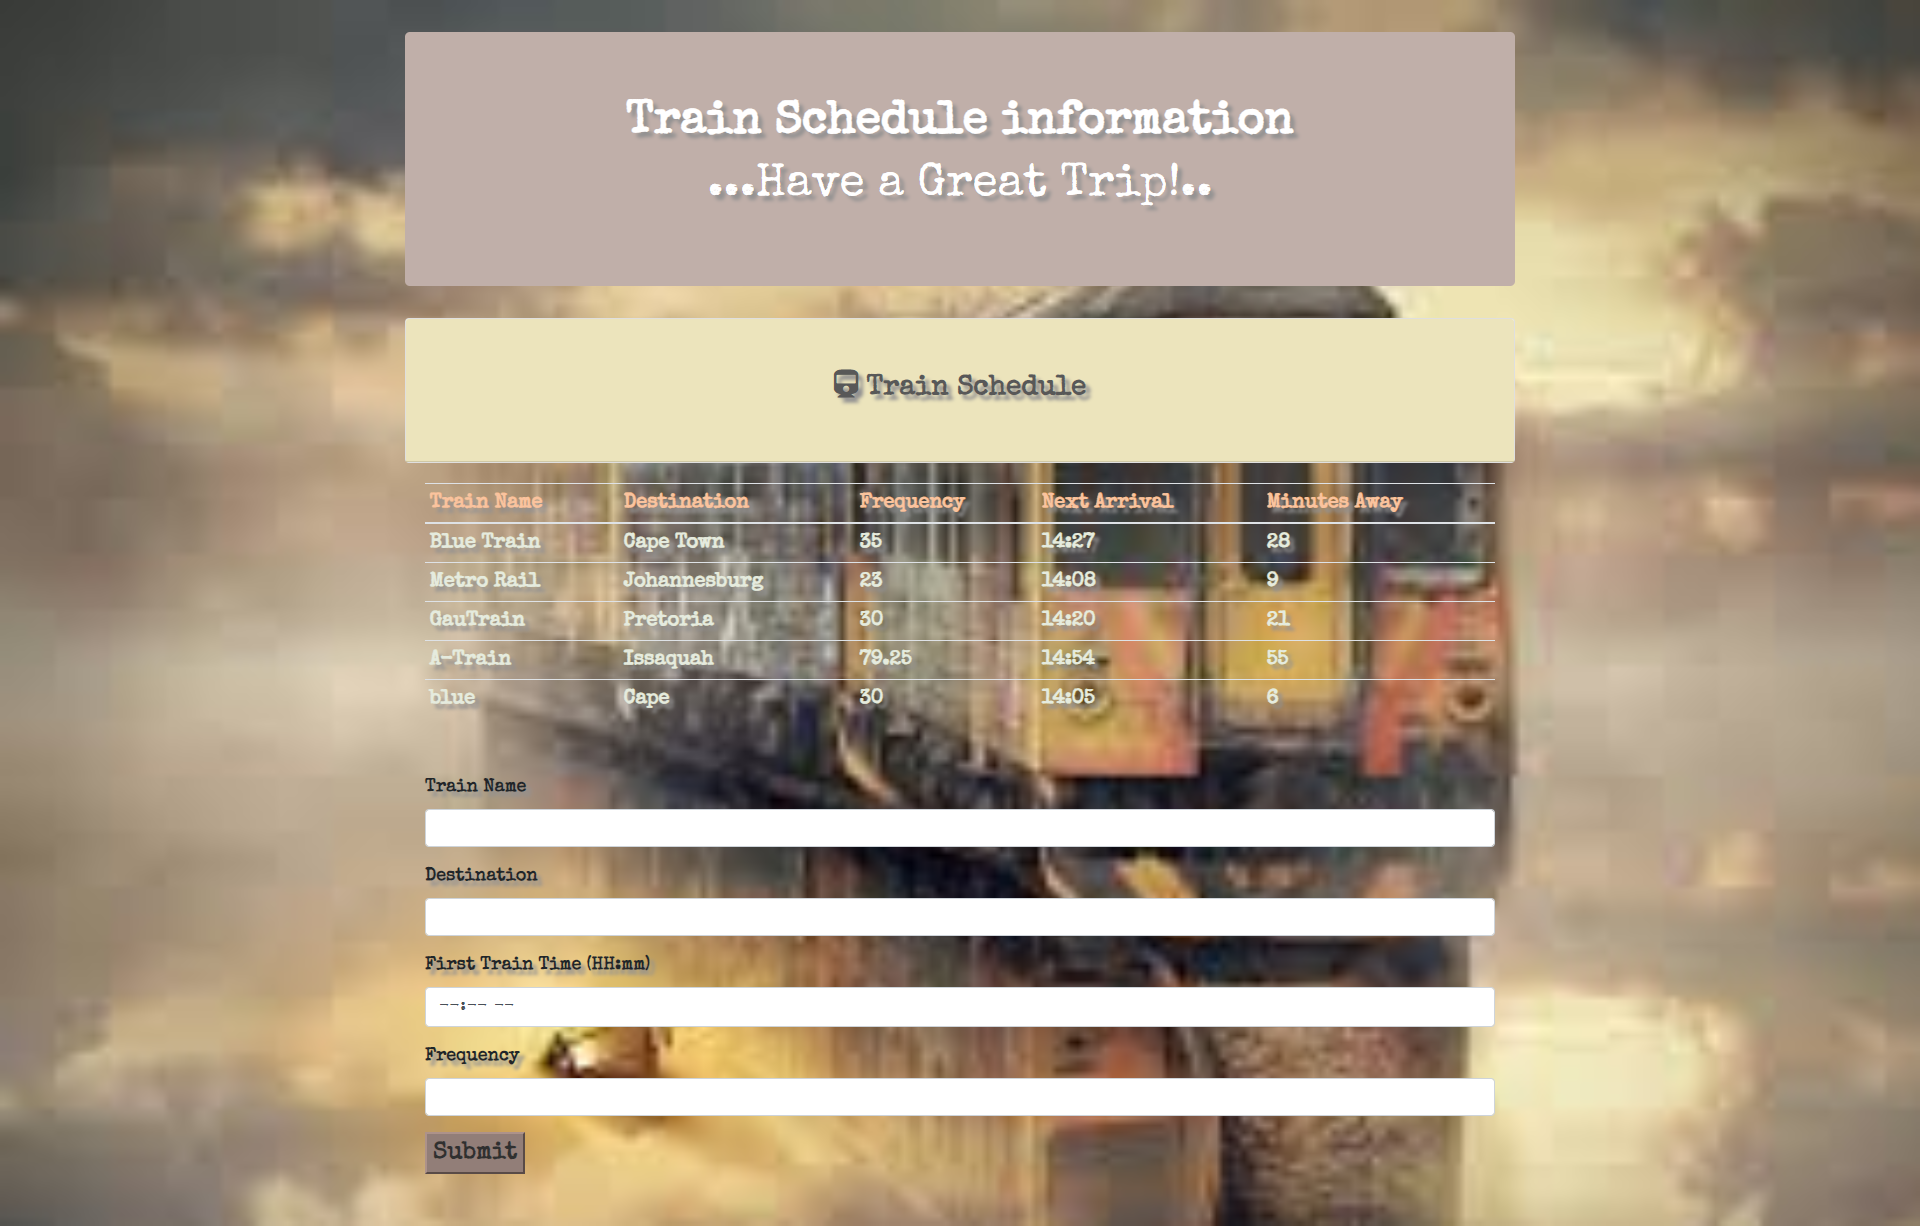 Train Schedule information
...Have a Great Trip!..
Train Schedule
Train Name Destination Frequency Next Arrival Minutes Away
Blue Train Cape Town 35 14:27 28
Metro Rail Johannesburg 23 14:08 9
GauTrain Pretoria 30 14:20 21
A-Train Issaquah 79.25 14:54 55
blue Cape 30 14:05 6
Train Name
Destination
First Train Time (HH:mm)
--:-- --
Frequency
Submit